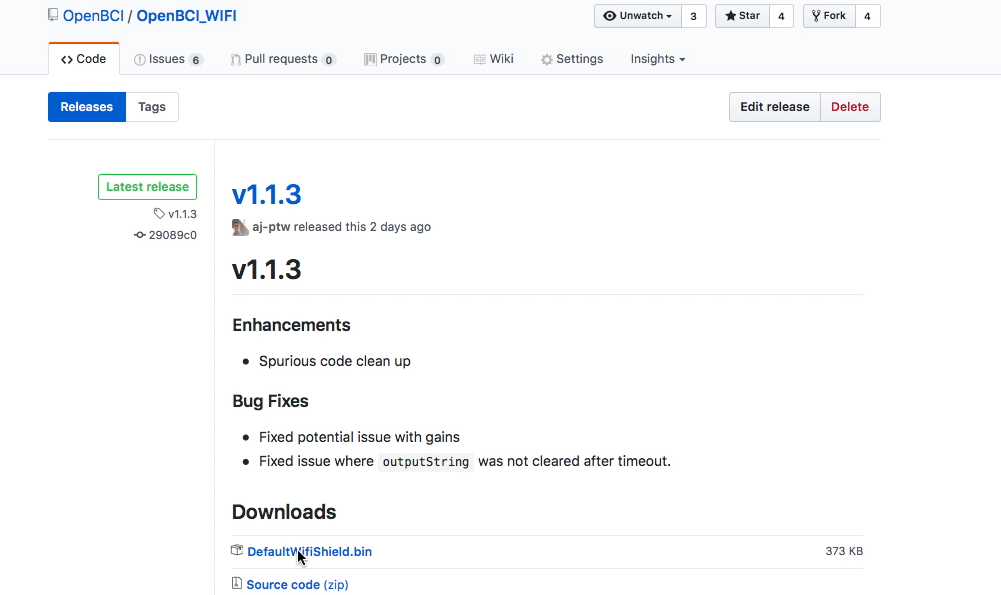 OpenBCI / OpenBCI_WIFI
Unwatch 3 Star 4 Fork 4
Code Issues 6 Pull requests 0 Projects 0 Wiki Settings Insights
Releases Tags Edit release Delete
Latest release
v1.1.3
29089c0
v1.1.3
aj-ptw released this 2 days ago
v1.1.3
Enhancements
Spurious code clean up
Bug Fixes
Fixed potential issue with gains
Fixed issue where outputString was not cleared after timeout.
Downloads
DefaultWifiShield.bin 373 KB
Source code (zip)